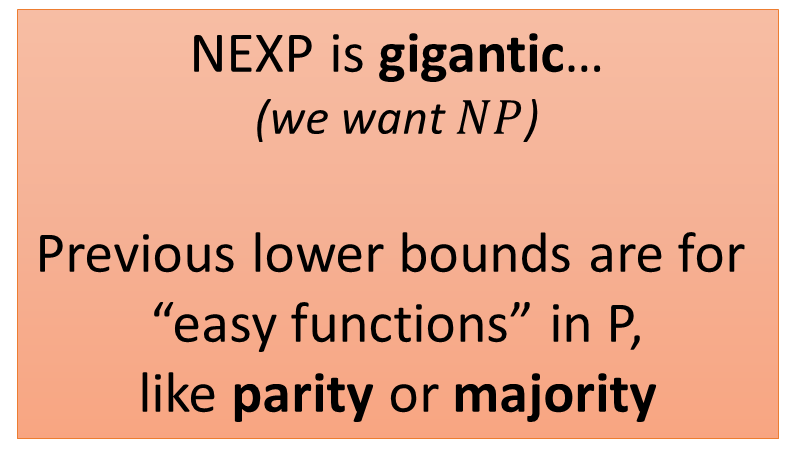 NEXP is gigantic...
(we want NP)
Previous lower bounds are for
“easy functions” in P,
like parity or majority